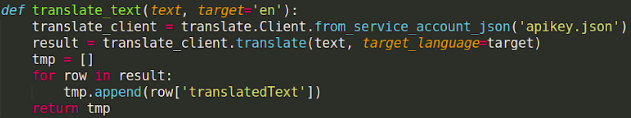 def translate_text(text, target='en'):
    translate_client = translate.Client.from_service_account_json('apikey.json')
    result = translate_client.translate(text, target_language=target)
    tmp = []
    for row in result:
        tmp.append(row['translatedText'])
    return tmp